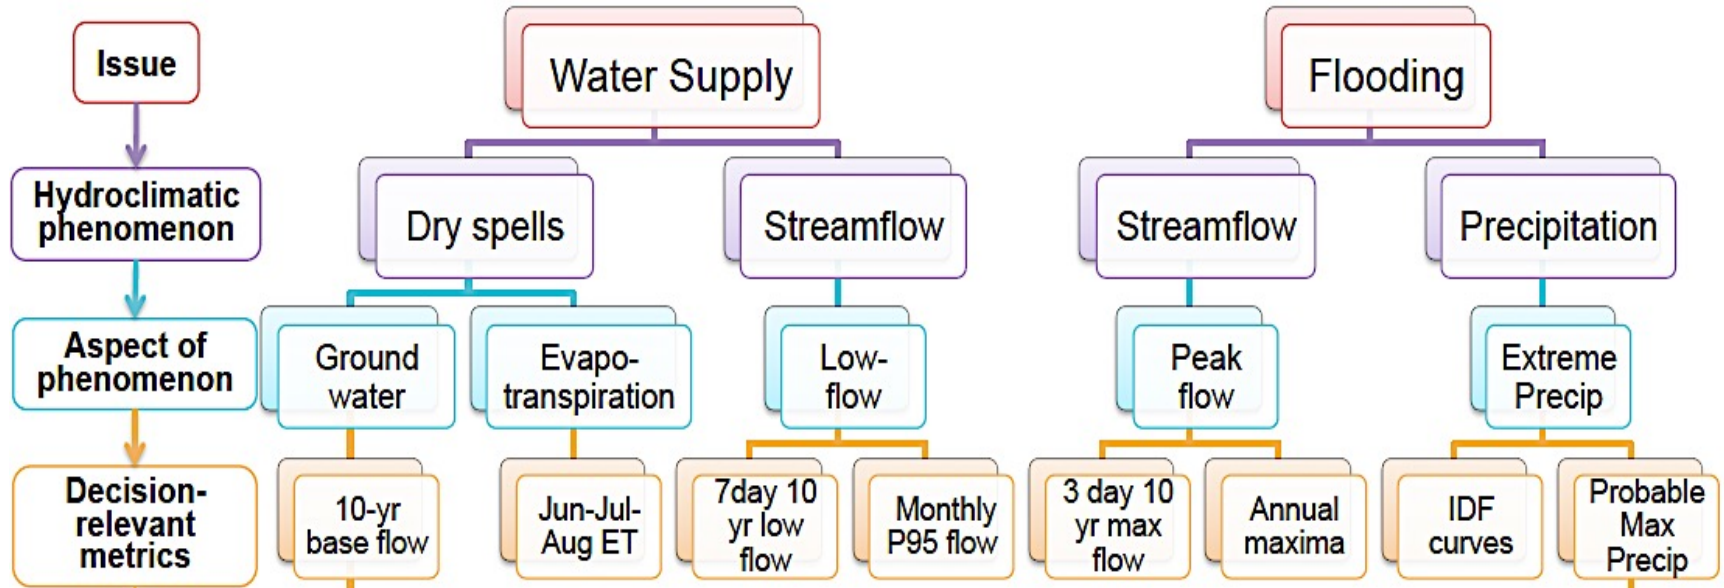 Issue
Water Supply
Flooding
Hydroclimatic
phenomenon
Dry spells
Streamflow
Streamflow
Precipitation
Aspect of
phenomenon
Ground
water
Evapo-
transpiration
Low-
flow
Peak
flow
Extreme
Precip
Decision-
relevant
metrics
10-yr
base flow
Jun-Jul-
Aug ET
7day 10
yr low
flow
Monthly
P95 flow
3 day 10
yr max
flow
Annual
maxima
IDF
curves
Probable
Max
Precip